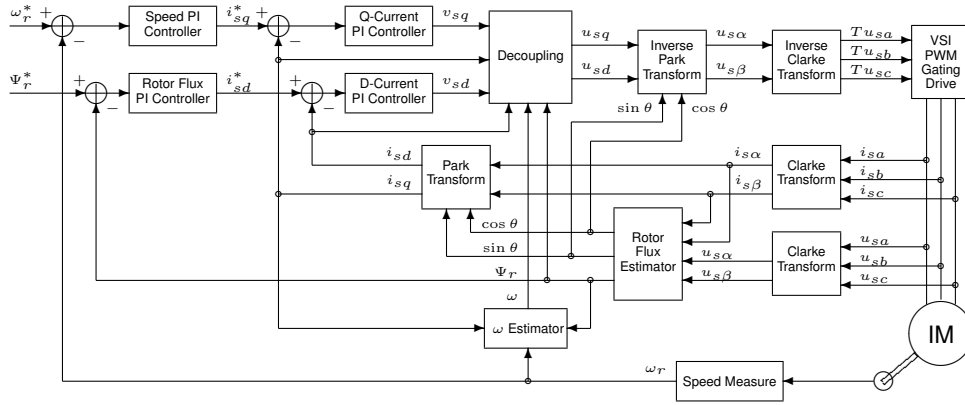 ω*r + − Speed PI Controller i*sq + − Q-Current PI Controller vsq
Decoupling
usq
usd
Inverse Park Transform
usα
usβ
Inverse Clarke Transform
Tusa
Tusb
Tusc
VSI PWM Gating Drive
Ψ*r + − Rotor Flux PI Controller i*sd + − D-Current PI Controller vsd
sin θ cos θ
isd
isq
Park Transform
isα
isβ
Clarke Transform
isa
isb
isc
cos θ
sin θ
Ψr
ω
Rotor Flux Estimator
usα
usβ
Clarke Transform
usa
usb
usc
ω Estimator
IM
ωr
Speed Measure